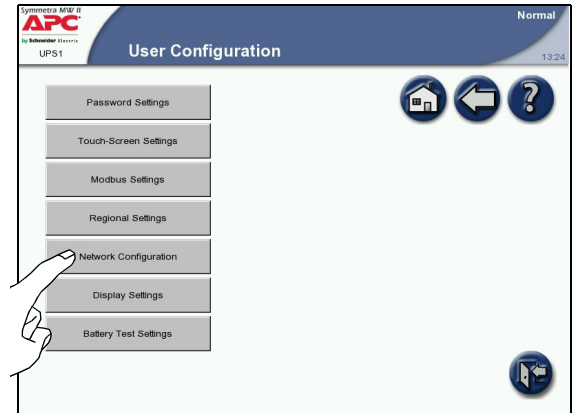 Symmetra MW II
APC
by Schneider Electric
UPS1
User Configuration
Normal
13:24
Password Settings
Touch-Screen Settings
Modbus Settings
Regional Settings
Network Configuration
Display Settings
Battery Test Settings
?